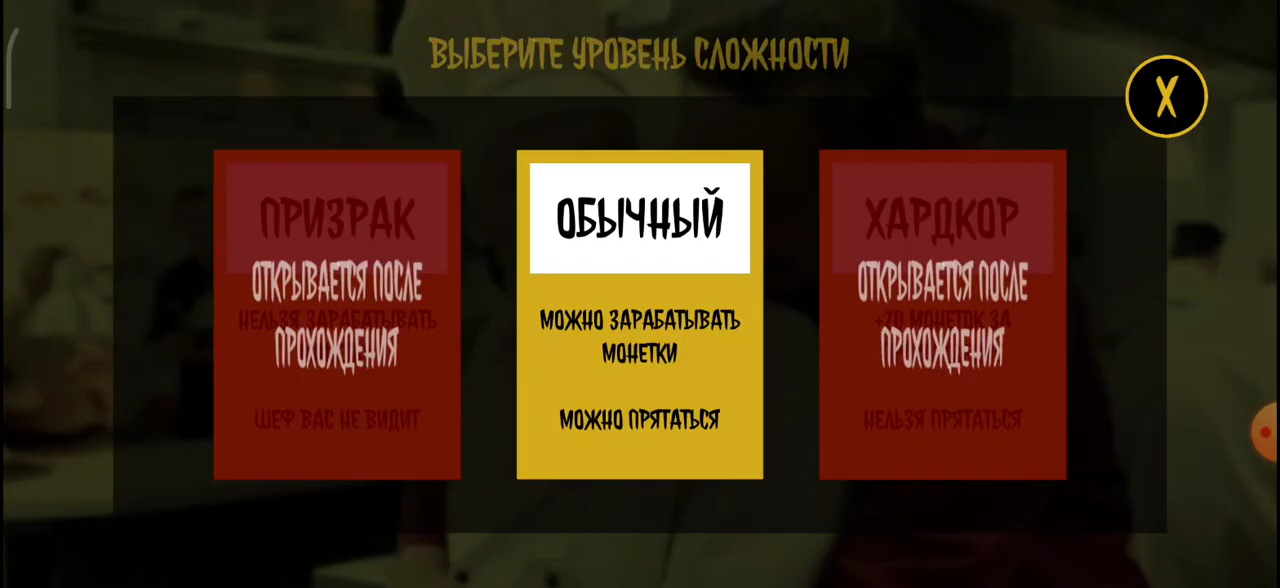 ВЫБЕРИТЕ УРОВЕНЬ СЛОЖНОСТИ
X
ПРИЗРАК
ОТКРЫВАЕТСЯ ПОСЛЕ
НЕЛЬЗЯ ЗАРАБАТЫВАТЬ
ПРОХОЖДЕНИЯ
ШЕФ ВАС НЕ ВИДИТ
ОБЫЧНЫЙ
МОЖНО ЗАРАБАТЫВАТЬ
МОНЕТКИ
МОЖНО ПРЯТАТЬСЯ
ХАРДКОР
ОТКРЫВАЕТСЯ ПОСЛЕ
МОНЕТОК ЗА
ПРОХОЖДЕНИЯ
НЕЛЬЗЯ ПРЯТАТЬСЯ